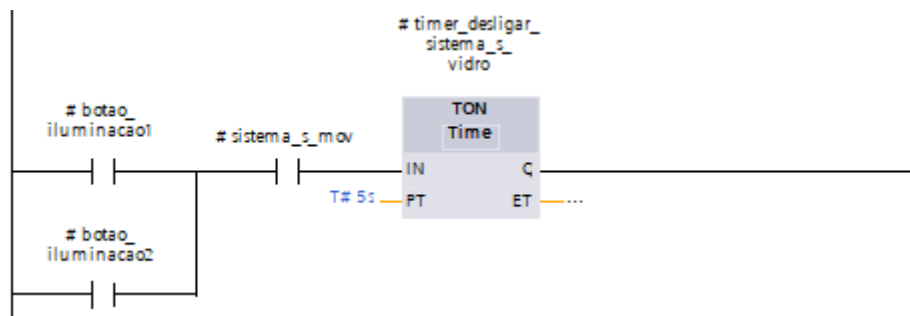 # timer_desligar_
sistema_s_
vidro
# botao_
iluminacao1
# sistema_s_mov
TON
Time
IN Q
T# 5s PT ET ...
# botao_
iluminacao2